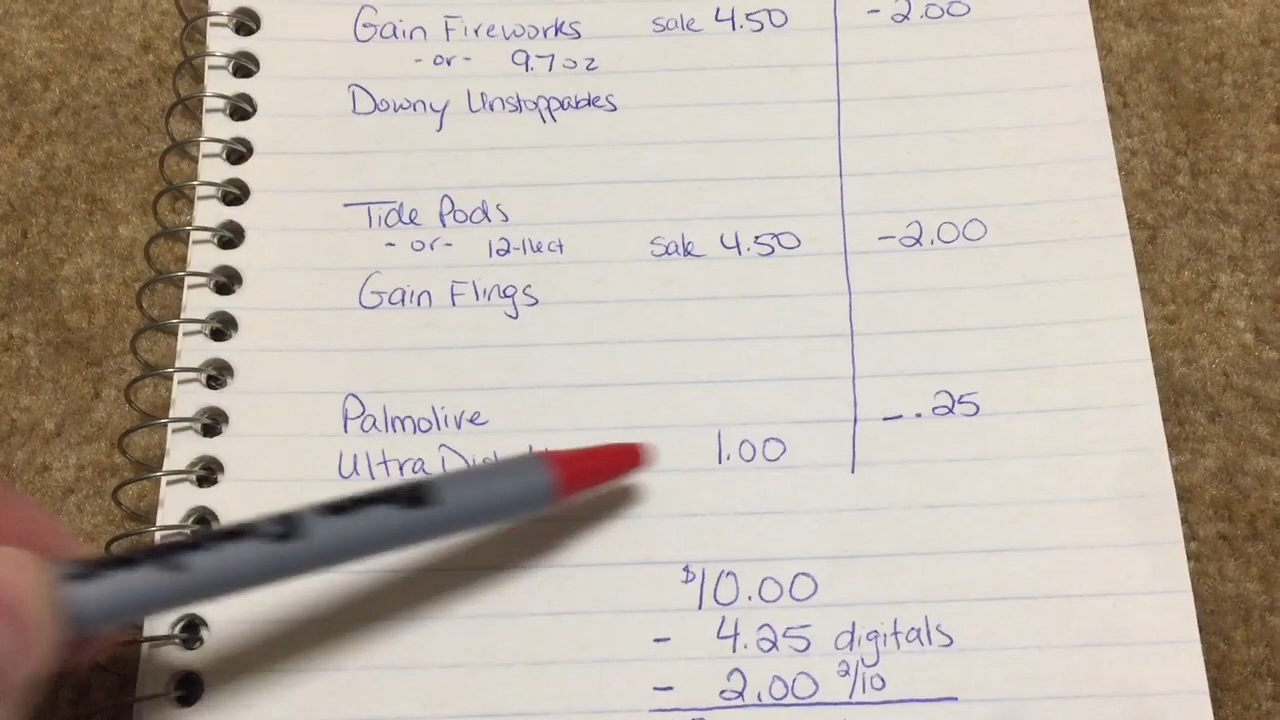 Gain Fireworks sale 4.50 -2.00
-or- 9.7oz
Downy Unstoppables
Tide Pods
-or- 12-16ct sale 4.50 -2.00
Gain Flings
Palmolive -.25
Ultra 1.00
$10.00
- 4.25 digitals
- 2.00 2/10